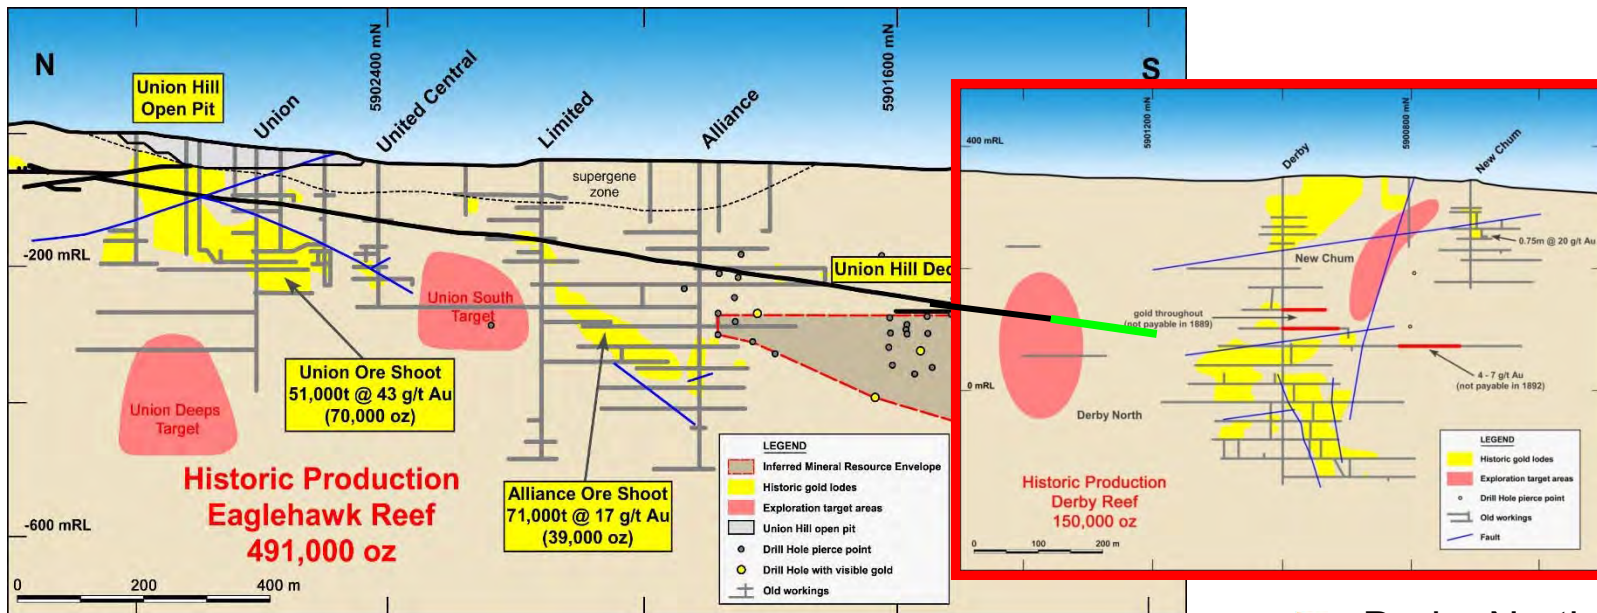 N
Union Hill
Open Pit
Union
5902400 mN
United Central
Limited
Alliance
5901600 mN
S
supergene
zone
-200 mRL
Union South
Target
Union Hill Dec
Union Ore Shoot
51,000t @ 43 g/t Au
(70,000 oz)
Union Deeps
Target
Historic Production
Eaglehawk Reef
491,000 oz
Alliance Ore Shoot
71,000t @ 17 g/t Au
(39,000 oz)
-600 mRL
0 200 400 m
LEGEND
Inferred Mineral Resource Envelope
Historic gold lodes
Exploration target areas
Union Hill open pit
Drill Hole pierce point
Drill Hole with visible gold
Old workings
400 mRL
5901200 mN
Derby
5900800 mN
New Chum
0.75m @ 20 g/t Au
New Chum
gold throughout
(not payable in 1889)
4 - 7 g/t Au
(not payable in 1892)
0 mRL
Derby North
Historic Production
Derby Reef
150,000 oz
0 100 200 m
LEGEND
Historic gold lodes
Exploration target areas
Drill Hole pierce point
Old workings
Fault